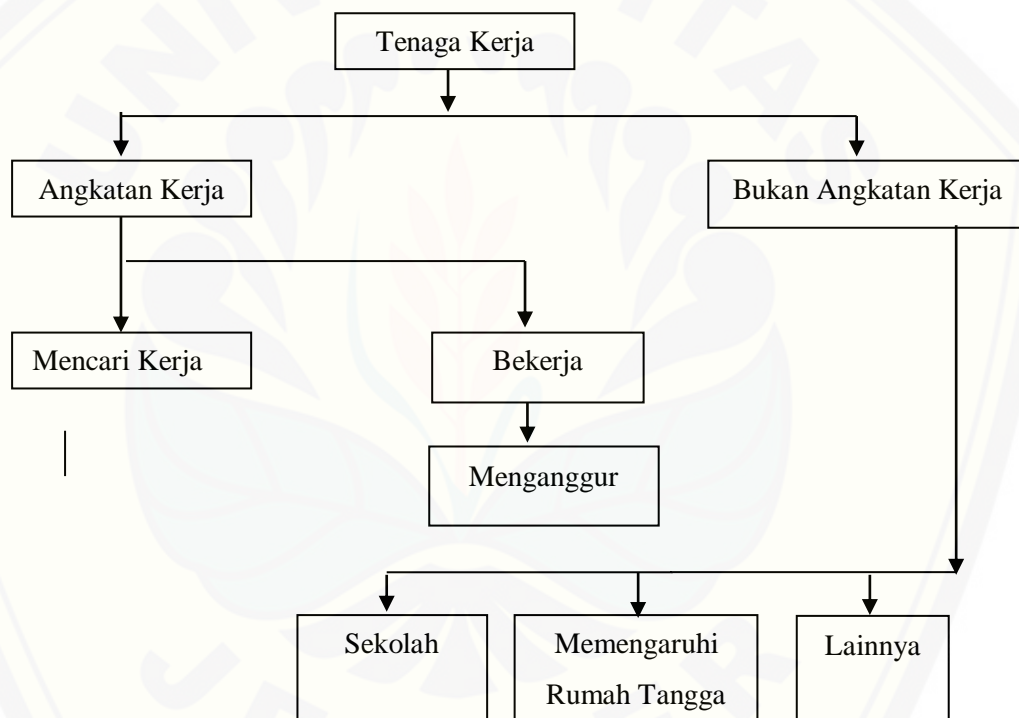 Tenaga Kerja
Angkatan Kerja
Bukan Angkatan Kerja
Mencari Kerja
Bekerja
Menganggur
Sekolah
Memengaruhi
Rumah Tangga
Lainnya